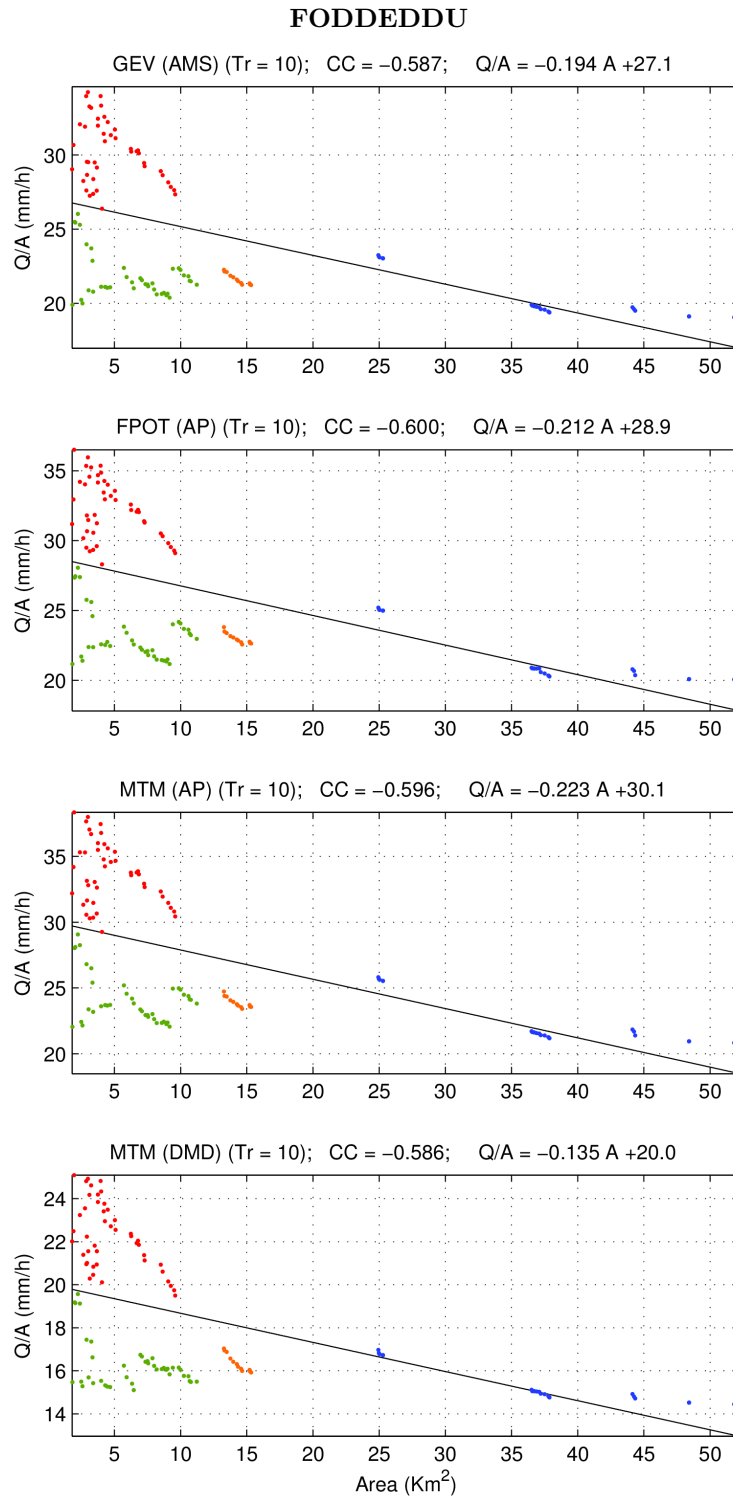 FODDEDDU
GEV (AMS) (Tr = 10); CC = −0.587; Q/A = −0.194 A +27.1
30
25
20
Q/A (mm/h)
5 10 15 20 25 30 35 40 45 50
FPOT (AP) (Tr = 10); CC = −0.600; Q/A = −0.212 A +28.9
35
30
25
20
Q/A (mm/h)
5 10 15 20 25 30 35 40 45 50
MTM (AP) (Tr = 10); CC = −0.596; Q/A = −0.223 A +30.1
35
30
25
20
Q/A (mm/h)
5 10 15 20 25 30 35 40 45 50
MTM (DMD) (Tr = 10); CC = −0.586; Q/A = −0.135 A +20.0
24
22
20
18
16
14
Q/A (mm/h)
5 10 15 20 25 30 35 40 45 50
Area (Km²)